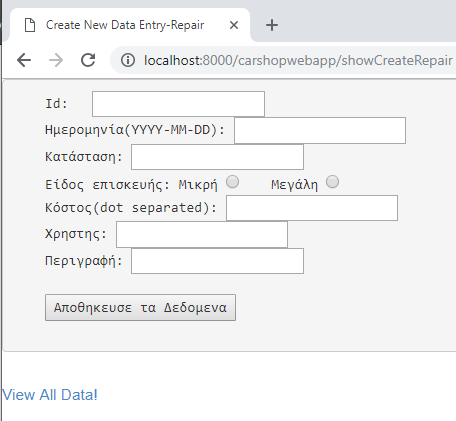 Create New Data Entry-Repair
localhost:8000/carshopwebapp/showCreateRepair
Id:
Ημερομηνία(YYYY-MM-DD):
Κατάσταση:
Είδος επισκευής: Μικρή Μεγάλη
Κόστος(dot separated):
Χρηστης:
Περιγραφή:
Αποθηκευσε τα Δεδομενα
View All Data!